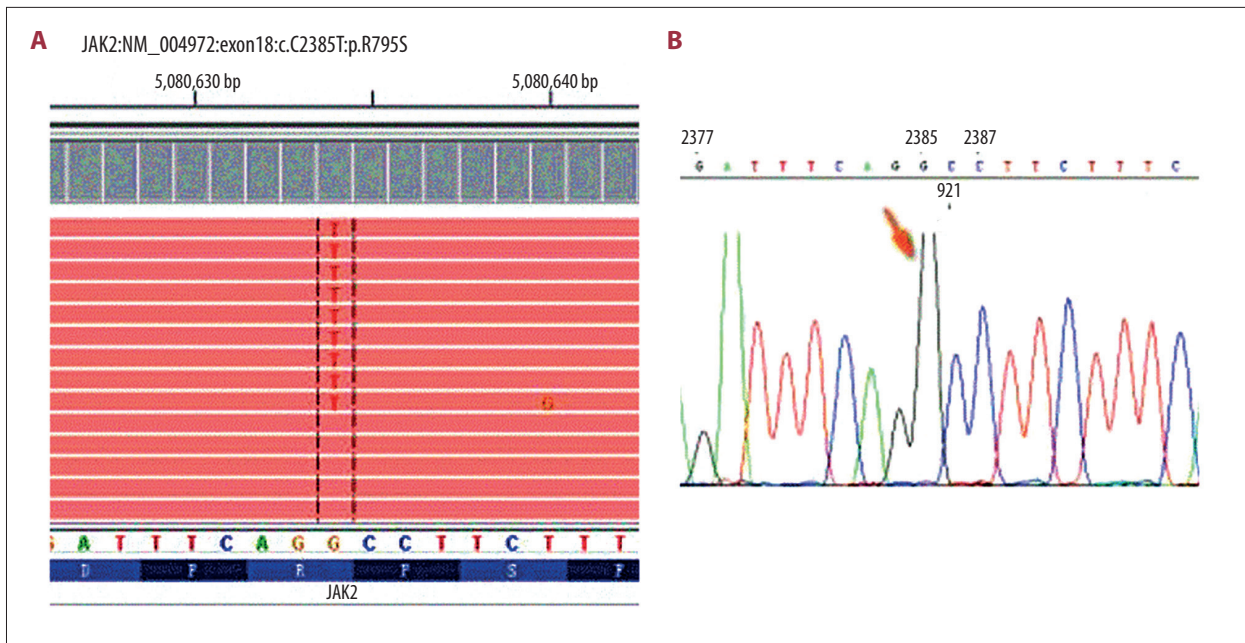 A JAK2:NM_004972:exon18:c.C2385T:p.R795S
5,080,630 bp 5,080,640 bp
T
T
T
T
T
T
T
T
T G
G A T T T C A G G C C T T C T T T
D F R P S F
JAK2
B
2377 2385 2387
G A T T T C A G G C C T T C T T T C
921